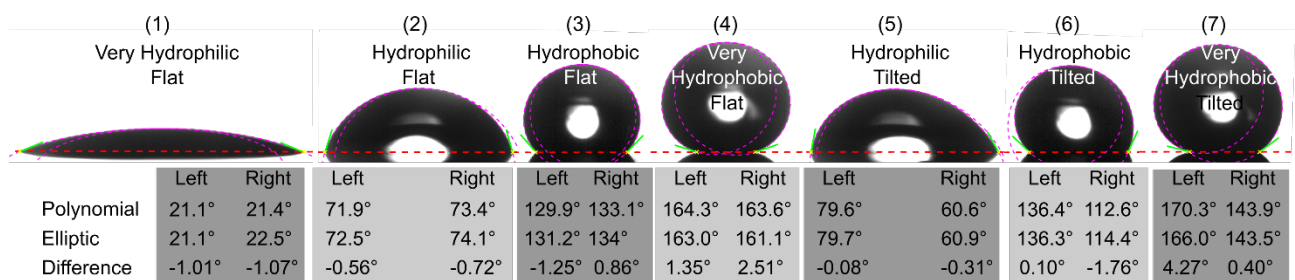 (1) (2) (3) (4) (5) (6) (7)
Very Hydrophilic
Flat
Hydrophilic
Flat
Hydrophobic
Flat
Very
Hydrophobic
Flat
Hydrophilic
Tilted
Hydrophobic
Tilted
Very
Hydrophobic
Tilted
Left Right Left Right Left Right Left Right Left Right Left Right Left Right
Polynomial 21.1° 21.4° 71.9° 73.4° 129.9° 133.1° 164.3° 163.6° 79.6° 60.6° 136.4° 112.6° 170.3° 143.9°
Elliptic 21.1° 22.5° 72.5° 74.1° 131.2° 134° 163.0° 161.1° 79.7° 60.9° 136.3° 114.4° 166.0° 143.5°
Difference -1.01° -1.07° -0.56° -0.72° -1.25° 0.86° 1.35° 2.51° -0.08° -0.31° 0.10° -1.76° 4.27° 0.40°